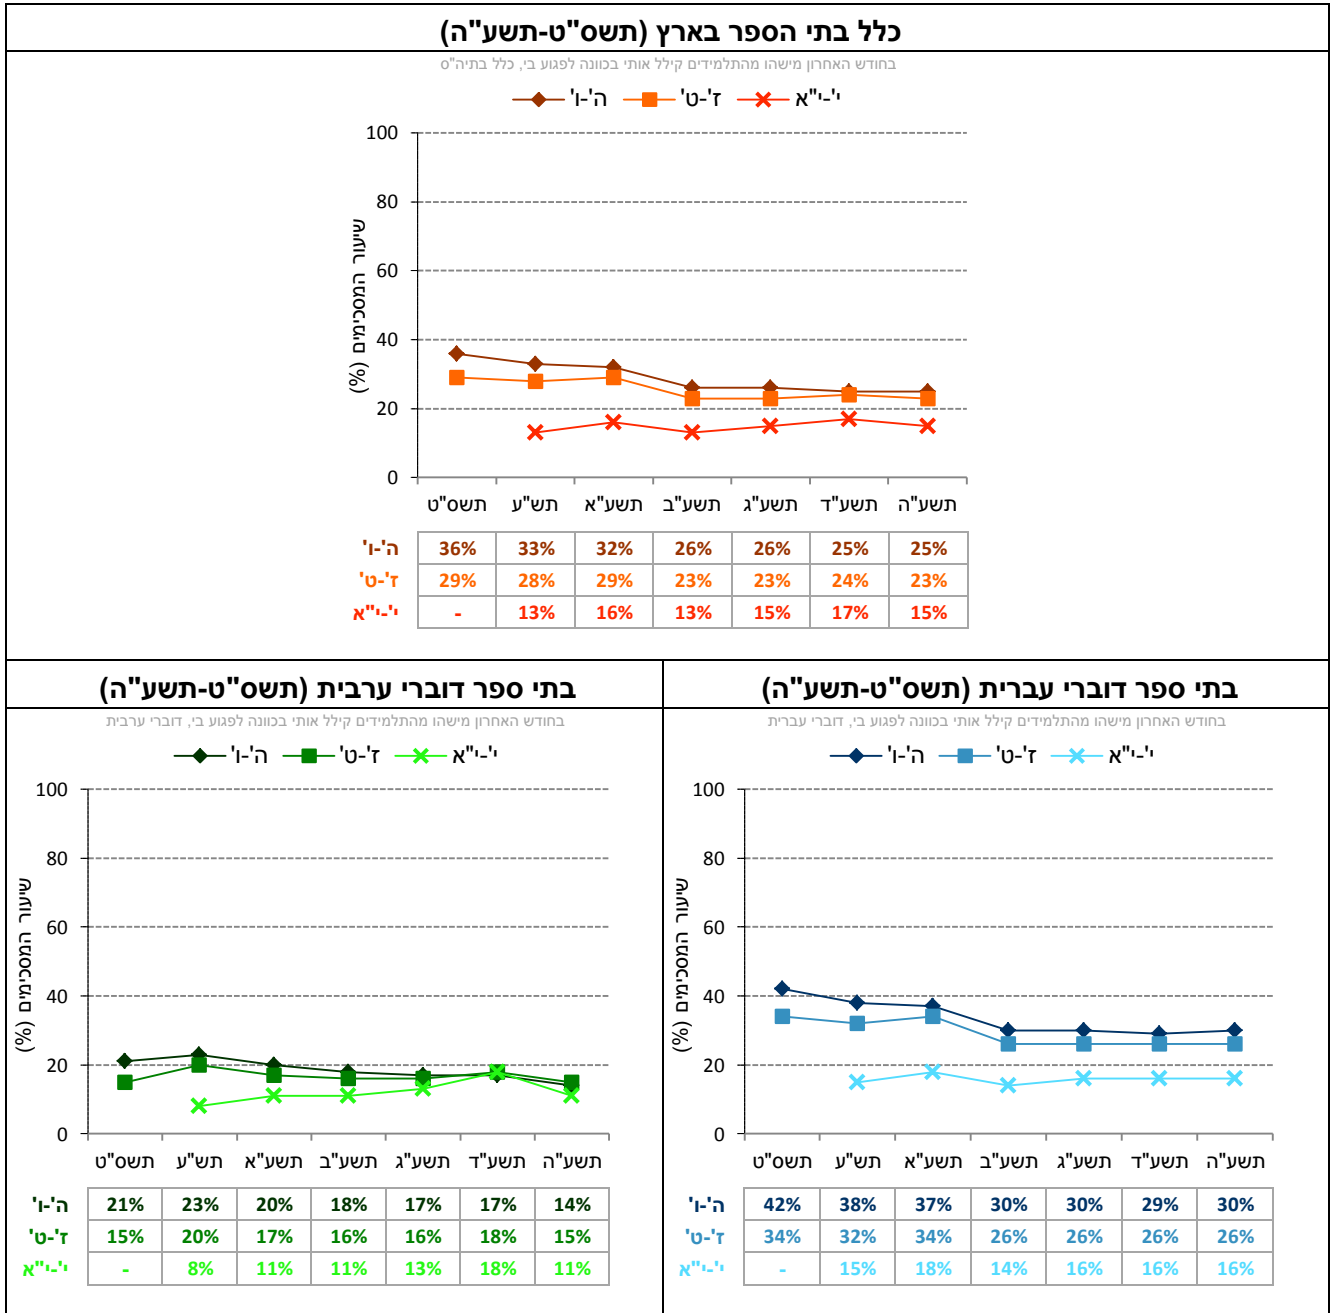 כלל בתי הספר בארץ (תשס"ט-תשע"ה)
בחודש האחרון מישהו מהתלמידים קילל אותי בכוונה לפגוע בי, כלל בתיה"ס
ה'-ו' ז'-ט' י'-י"א
שיעור המסכימים (%)
100
80
60
40
20
0
תשס"ט תש"ע תשע"א תשע"ב תשע"ג תשע"ד תשע"ה
ה'-ו' 36% 33% 32% 26% 26% 25% 25%
ז'-ט' 29% 28% 29% 23% 23% 24% 23%
י'-י"א - 13% 16% 13% 15% 17% 15%
בתי ספר דוברי עברית (תשס"ט-תשע"ה)
בחודש האחרון מישהו מהתלמידים קילל אותי בכוונה לפגוע בי, דוברי עברית
ה'-ו' ז'-ט' י'-י"א
שיעור המסכימים (%)
100
80
60
40
20
0
תשס"ט תש"ע תשע"א תשע"ב תשע"ג תשע"ד תשע"ה
ה'-ו' 42% 38% 37% 30% 30% 29% 30%
ז'-ט' 34% 32% 34% 26% 26% 26% 26%
י'-י"א - 15% 18% 14% 16% 16% 16%
בתי ספר דוברי ערבית (תשס"ט-תשע"ה)
בחודש האחרון מישהו מהתלמידים קילל אותי בכוונה לפגוע בי, דוברי ערבית
ה'-ו' ז'-ט' י'-י"א
שיעור המסכימים (%)
100
80
60
40
20
0
תשס"ט תש"ע תשע"א תשע"ב תשע"ג תשע"ד תשע"ה
ה'-ו' 21% 23% 20% 18% 17% 17% 14%
ז'-ט' 15% 20% 17% 16% 16% 18% 15%
י'-י"א - 8% 11% 11% 13% 18% 11%